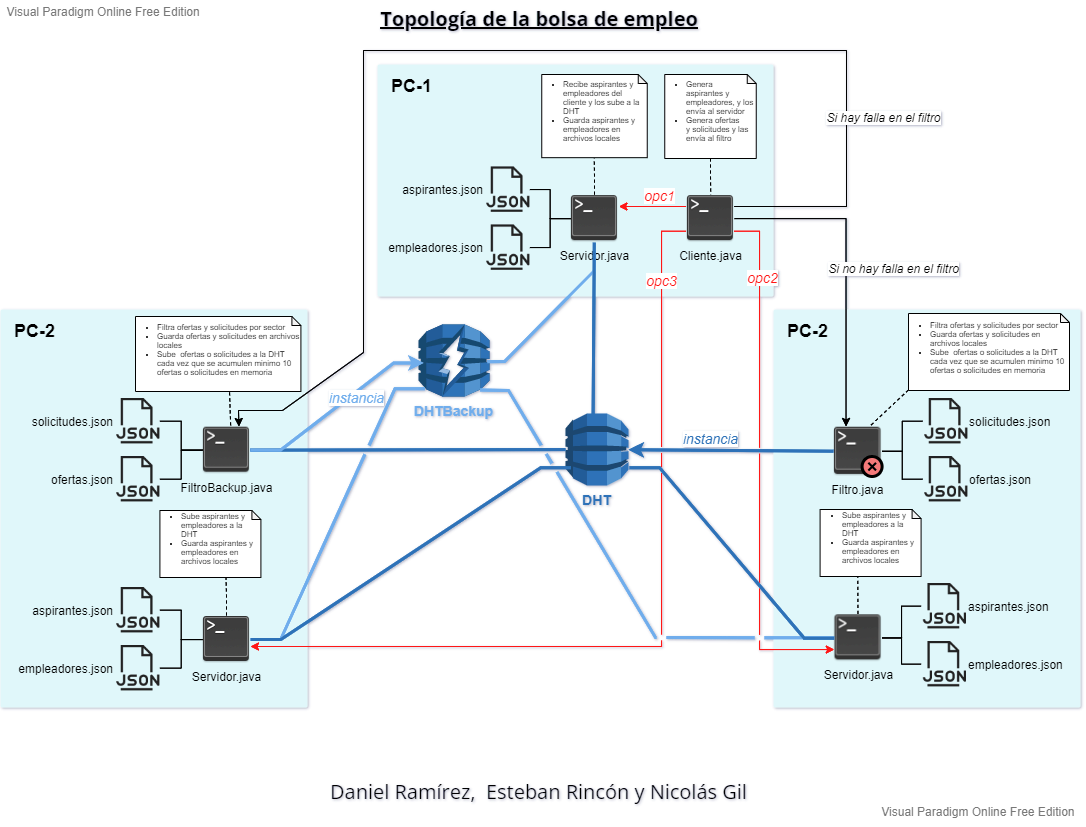 Visual Paradigm Online Free Edition
Topología de la bolsa de empleo
PC-1
Recibe aspirantes y
empleadores del
cliente y los sube a la
DHT
Guarda aspirantes y
empleadores en
archivos locales
Genera
aspirantes y
empleadores, y los
envía al servidor
Genera ofertas
y solicitudes y las
envía al filtro
Si hay falla en el filtro
aspirantes.json
JSON
empleadores.json
JSON
opc1
Servidor.java
Cliente.java
opc3
opc2
Si no hay falla en el filtro
PC-2
Filtra ofertas y solicitudes por sector
Guarda ofertas y solicitudes en archivos
locales
Sube ofertas o solicitudes a la DHT
cada vez que se acumulen minimo 10
ofertas o solicitudes en memoria
solicitudes.json
JSON
ofertas.json
JSON
FiltroBackup.java
instancia
DHTBackup
DHT
instancia
PC-2
Filtra ofertas y solicitudes por sector
Guarda ofertas y solicitudes en
archivos locales
Sube ofertas o solicitudes a la DHT
cada vez que se acumulen minimo 10
ofertas o solicitudes en memoria
JSON
solicitudes.json
JSON
ofertas.json
Filtro.java
Sube aspirantes y
empleadores a la
DHT
Guarda aspirantes y
empleadores en
archivos locales
aspirantes.json
JSON
empleadores.json
JSON
Servidor.java
Sube aspirantes y
empleadores a la
DHT
Guarda aspirantes y
empleadores en
archivos locales
JSON
aspirantes.json
JSON
empleadores.json
Servidor.java
Daniel Ramírez, Esteban Rincón y Nicolás Gil
Visual Paradigm Online Free Edition